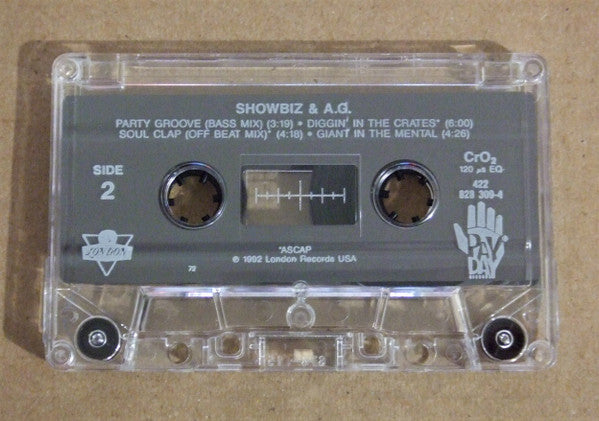 SHOWBIZ & A.G.
PARTY GROOVE (BASS MIX) (3:19) • DIGGIN' IN THE CRATES* (6:00)
SOUL CLAP (OFF BEAT MIX)* (4:18) • GIANT IN THE MENTAL (4:26)
SIDE
2
CrO2
120 µs EQ
422
828 309-4
LONDON
PAY
DAY
RECORDS
*ASCAP
℗ 1992 London Records USA
72